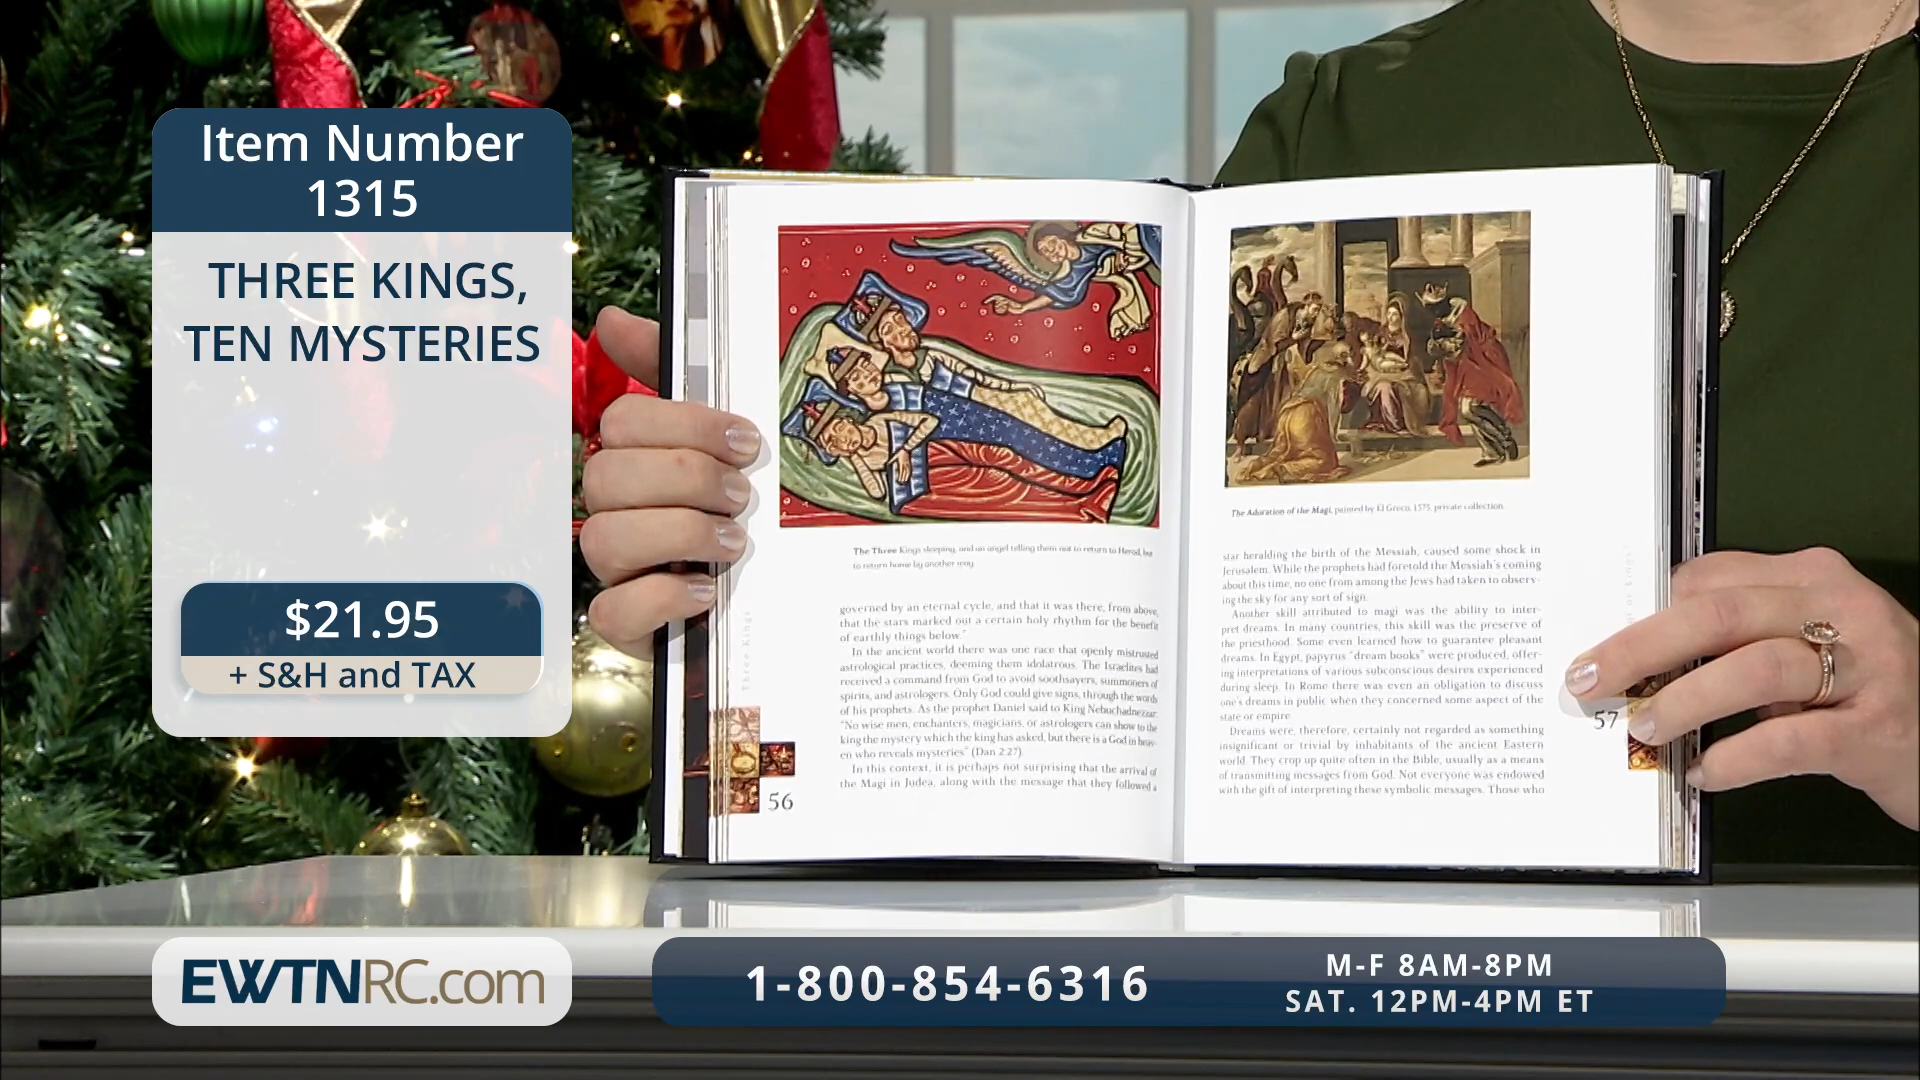 Item Number
1315
THREE KINGS,
TEN MYSTERIES
$21.95
+ S&H and TAX
EWTNRC.com
1-800-854-6316
M-F 8AM-8PM
SAT. 12PM-4PM ET
The Three Kings sleeping, and an angel telling them not to return to Herod, but
to return home by another way.
governed by an eternal cycle, and that it was there, from above,
that the stars marked out a certain holy rhythm for the benefit
of earthly things below."
In the ancient world there was one race that openly mistrusted
astrological practices, deeming them idolatrous. The Israelites had
received a command from God to avoid soothsayers, summoners of
spirits, and astrologers. Only God could give signs, through the words
of his prophets. As the prophet Daniel said to King Nebuchadnezzar:
"No wise men, enchanters, magicians, or astrologers can show to the
king the mystery which the king has asked, but there is a God in heav-
en who reveals mysteries" (Dan 2:27).
In this context, it is perhaps not surprising that the arrival of
the Magi in Judea, along with the message that they followed a
Three Kings
56
The Adoration of the Magi, painted by El Greco, 1575, private collection.
star heralding the birth of the Messiah, caused some shock in
Jerusalem. While the prophets had foretold the Messiah's coming
about this time, no one from among the Jews had taken to observ-
ing the sky for any sort of sign.
Another skill attributed to magi was the ability to inter-
pret dreams. In many countries, this skill was the preserve of
the priesthood. Some even learned how to guarantee pleasant
dreams. In Egypt, papyrus "dream books" were produced, offer-
ing interpretations of various subconscious desires experienced
during sleep. In Rome there was even an obligation to discuss
one's dreams in public when they concerned some aspect of the
state or empire.
Dreams were, therefore, certainly not regarded as something
insignificant or trivial by inhabitants of the ancient Eastern
world. They crop up quite often in the Bible, usually as a means
of transmitting messages from God. Not everyone was endowed
with the gift of interpreting these symbolic messages. Those who
57